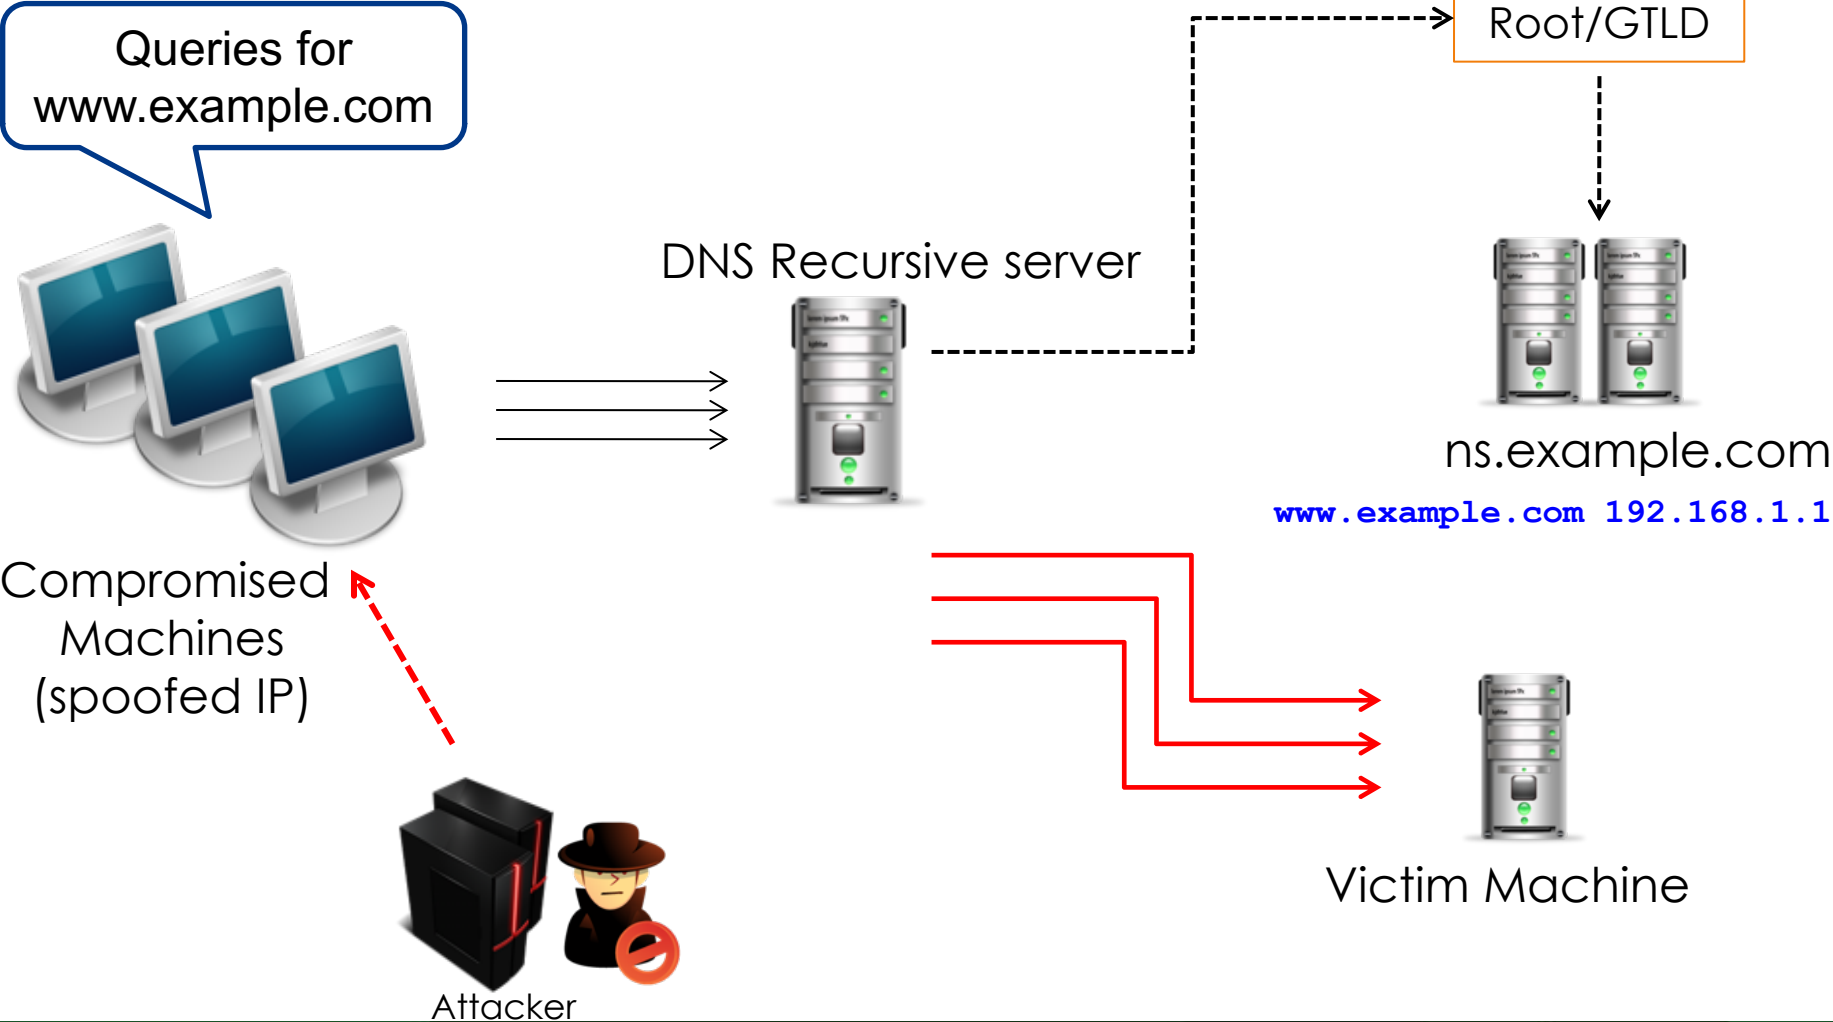 Queries for
www.example.com
Root/GTLD
DNS Recursive server
ns.example.com
www.example.com 192.168.1.1
Compromised
Machines
(spoofed IP)
Victim Machine
Attacker